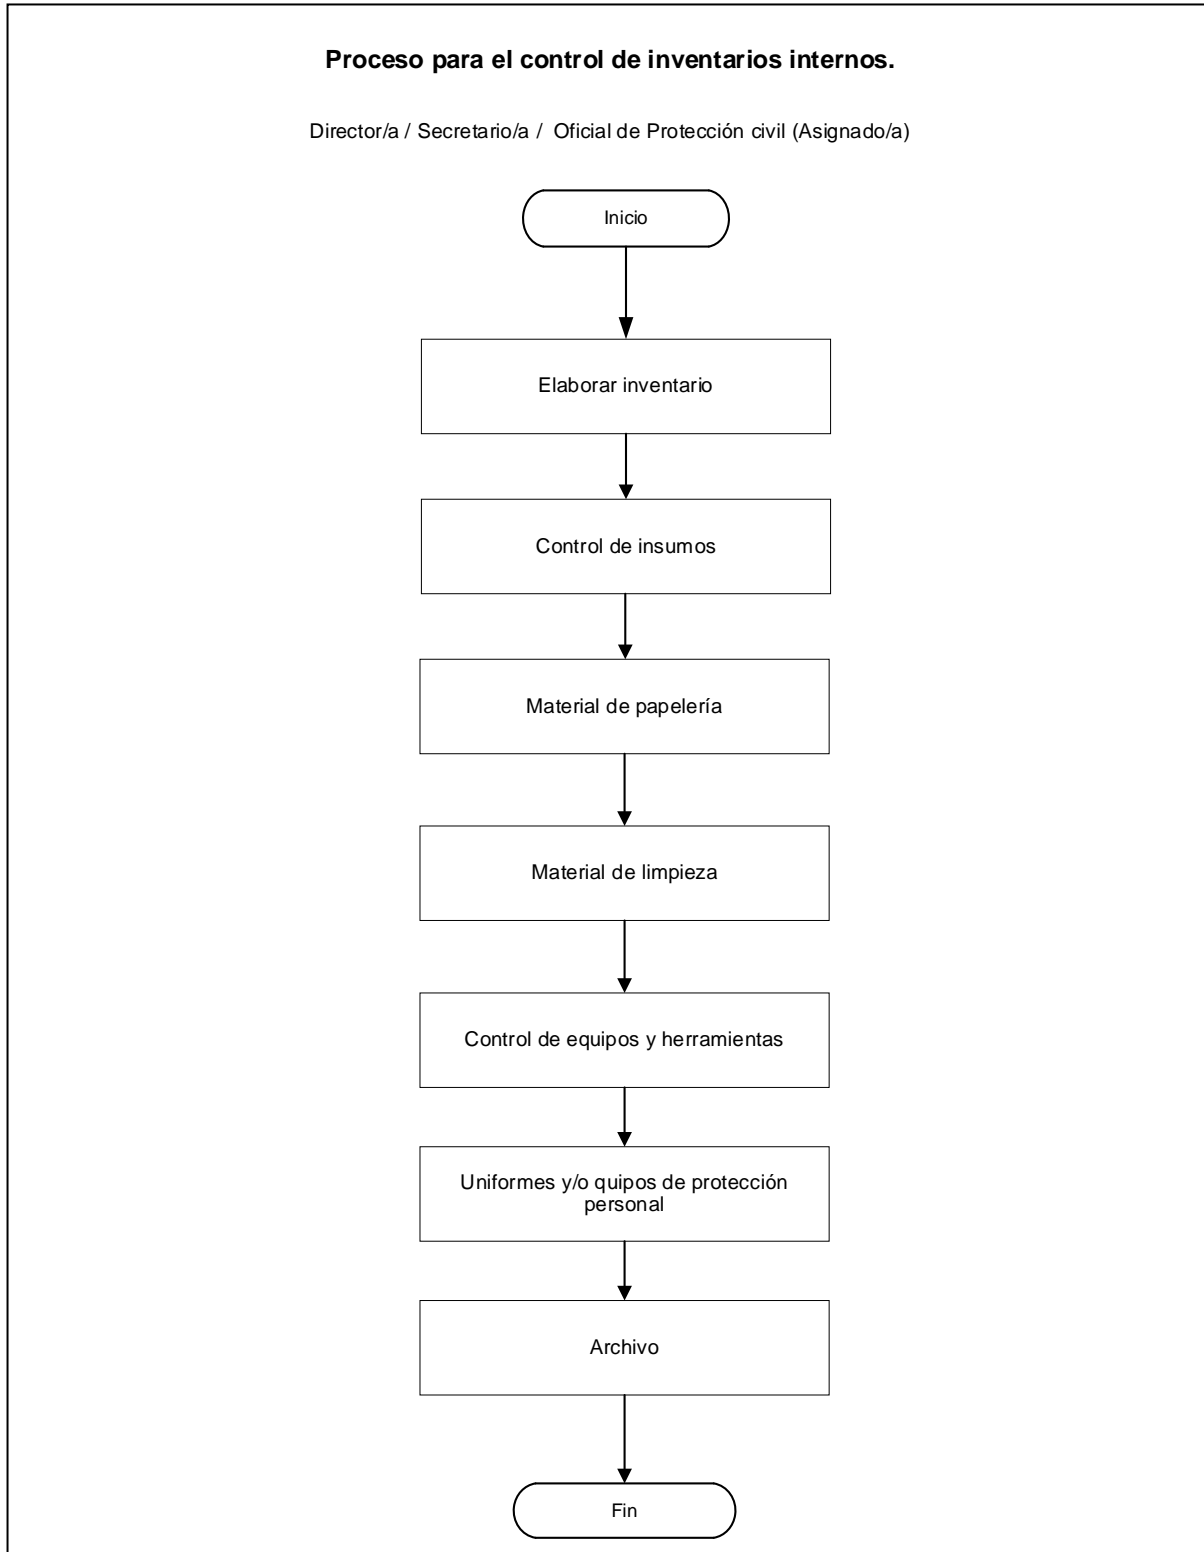 Proceso para el control de inventarios internos.
Director/a / Secretario/a / Oficial de Protección civil (Asignado/a)
Inicio
Elaborar inventario
Control de insumos
Material de papelería
Material de limpieza
Control de equipos y herramientas
Uniformes y/o quipos de protección
personal
Archivo
Fin